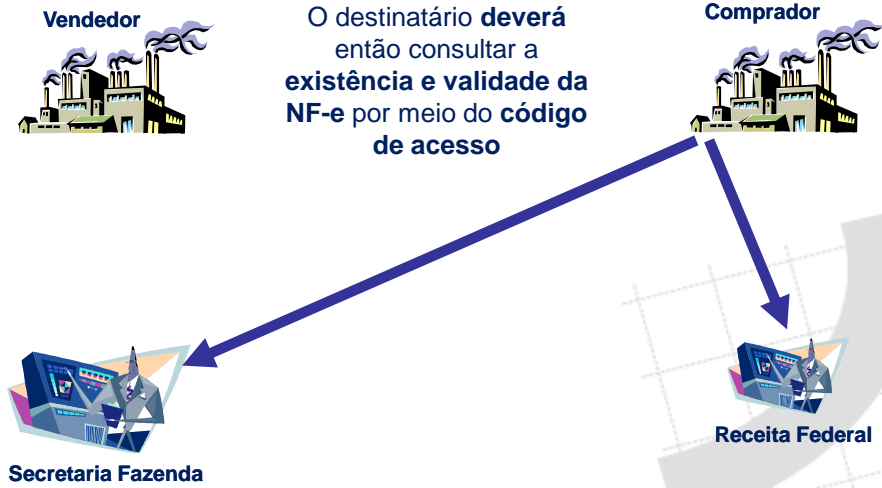 Vendedor
O destinatário deverá
então consultar a
existência e validade da
NF-e por meio do código
de acesso
Comprador
Receita Federal
Secretaria Fazenda